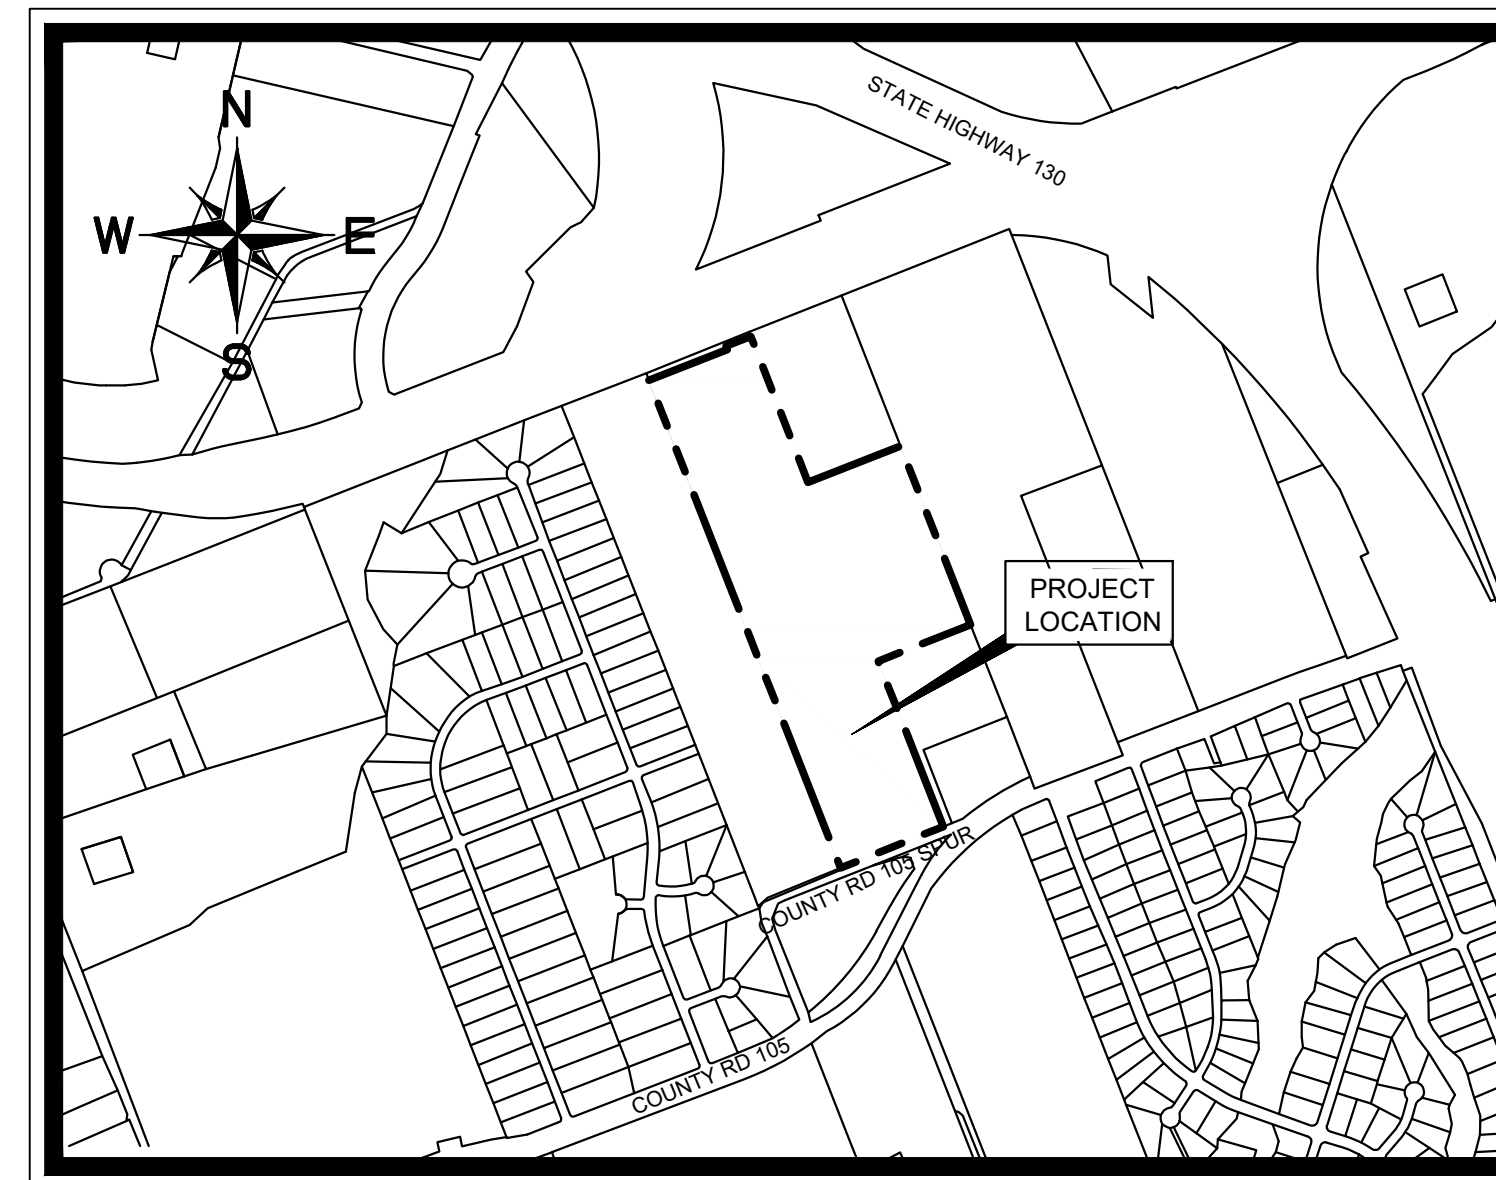 STATE HIGHWAY 130
N
W
E
S
PROJECT
LOCATION
COUNTY RD 105 SPUR
COUNTY RD 105